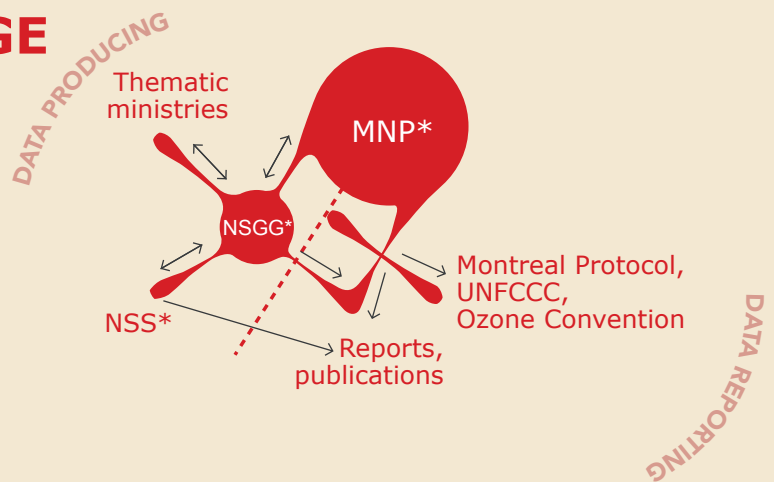 GE
DATA PRODUCING
Thematic
ministries
MNP*
NSGG*
NSS*
Montreal Protocol,
UNFCCC,
Ozone Convention
Reports,
publications
DATA REPORTING